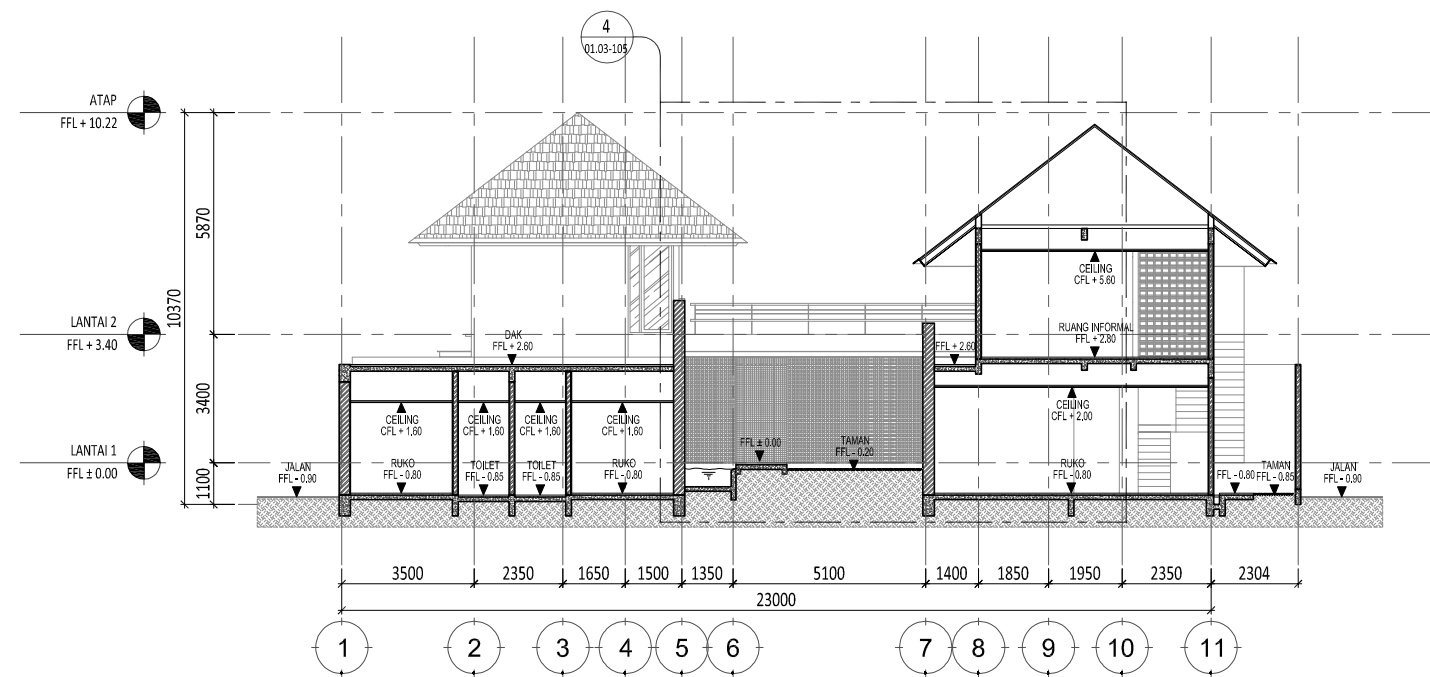 4
01.03-105
ATAP
FFL + 10.22
LANTAI 2
FFL + 3.40
LANTAI 1
FFL ± 0.00
10370
5870
3400
1100
CEILING
CFL + 5.60
RUANG INFORMAL
FFL + 2.80
DAK
FFL + 2.60
FFL + 2.60
CEILING
CFL + 1,60
CEILING
CFL + 1,60
CEILING
CFL + 1,60
CEILING
CFL + 1,60
CEILING
CFL + 2,00
JALAN
FFL - 0.90
RUKO
FFL - 0.80
TOILET
FFL - 0.85
TOILET
FFL - 0.85
RUKO
FFL - 0.80
FFL ± 0.00
TAMAN
FFL - 0.20
RUKO
FFL - 0.80
FFL - 0.80
TAMAN
FFL - 0.85
JALAN
FFL - 0.90
3500 2350 1650 1500 1350 5100 1400 1850 1950 2350 2304
23000
1 2 3 4 5 6 7 8 9 10 11